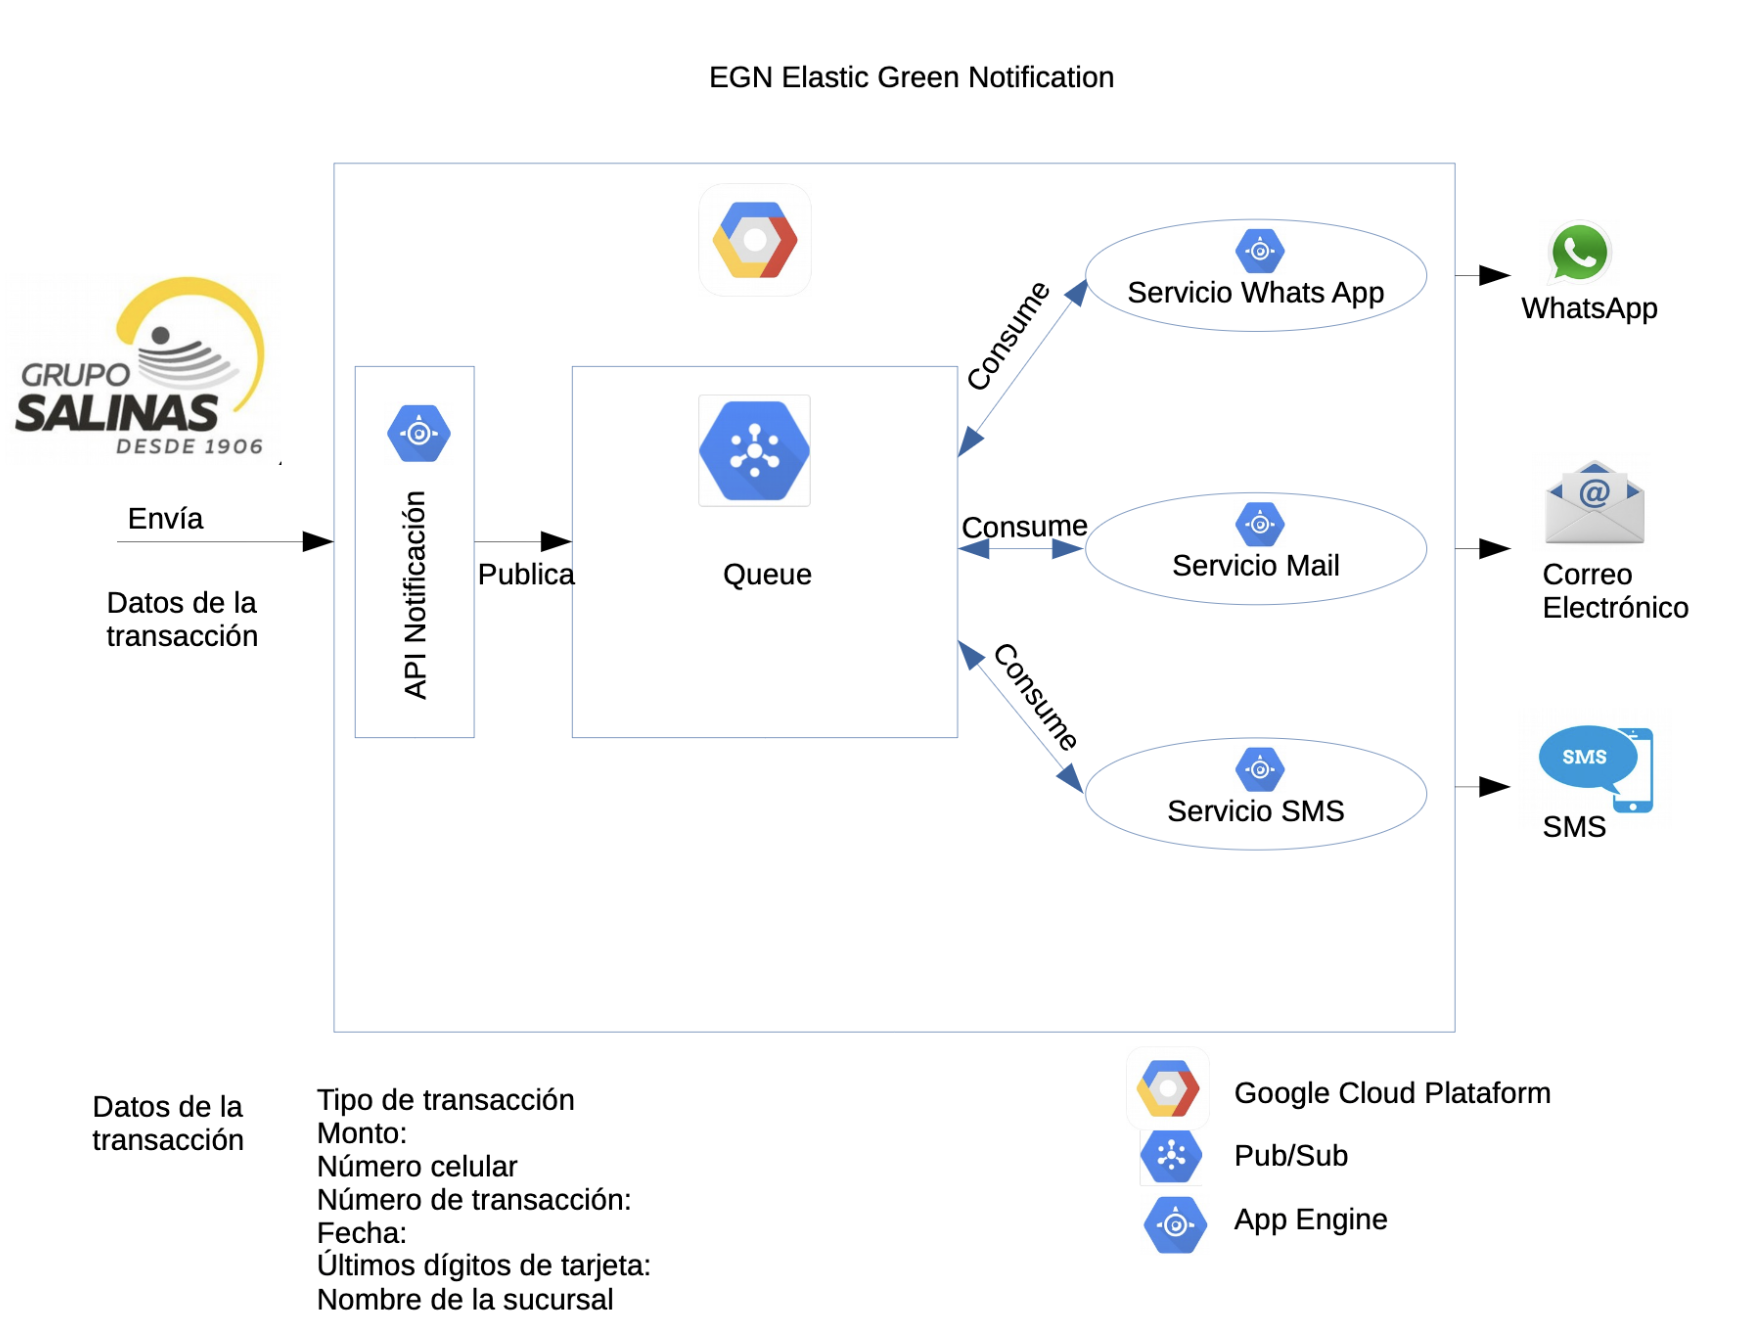 EGN Elastic Green Notification
GRUPO
SALINAS
DESDE 1906
Envía
Datos de la
transacción
API Notificación
Publica
Queue
Consume
Servicio Whats App
WhatsApp
Consume
Servicio Mail
@
Correo
Electrónico
Consume
Servicio SMS
SMS
SMS
Datos de la
transacción
Tipo de transacción
Monto:
Número celular
Número de transacción:
Fecha:
Últimos dígitos de tarjeta:
Nombre de la sucursal
Google Cloud Plataform
Pub/Sub
App Engine